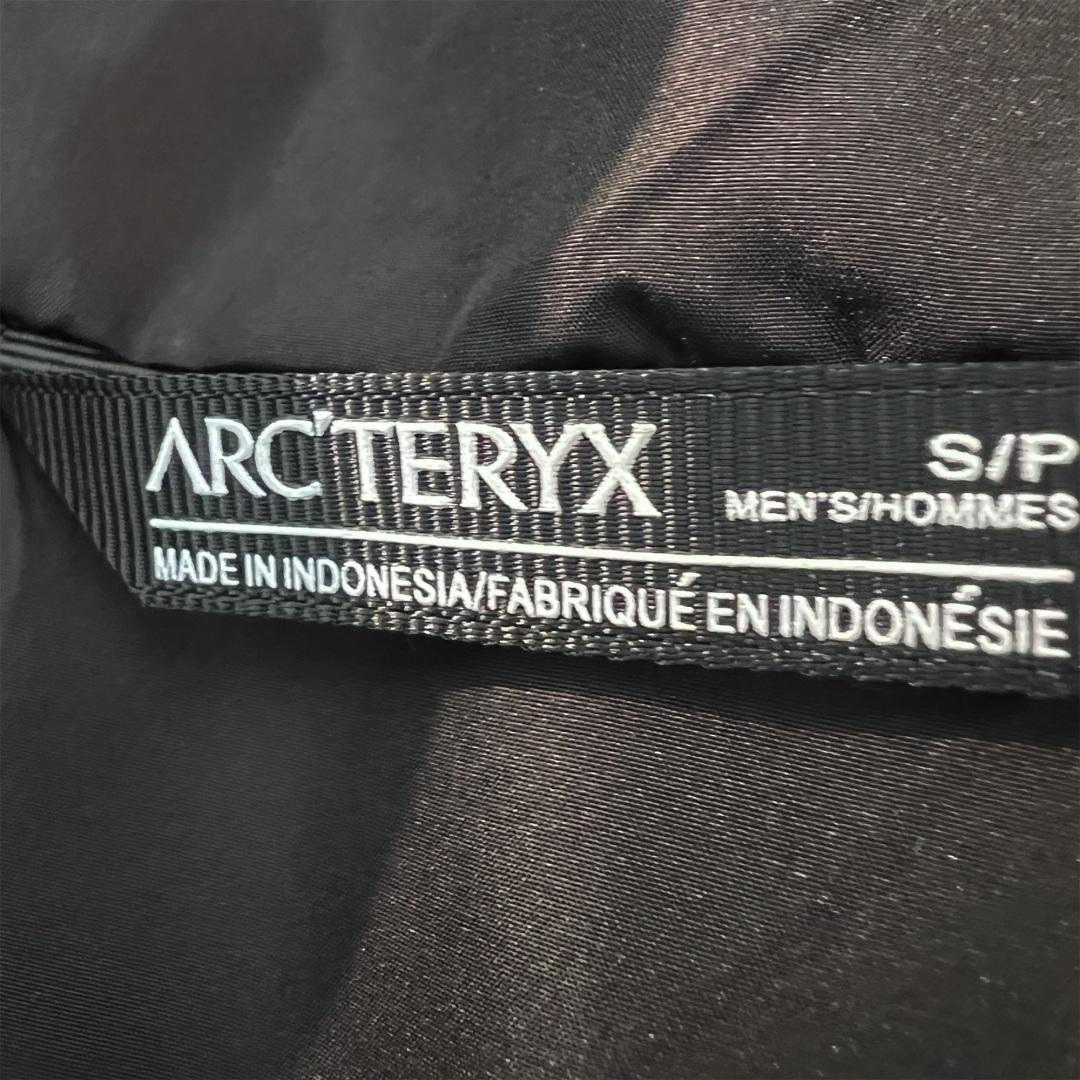 ARC'TERYX
S/P
MEN'S/HOMMES
MADE IN INDONESIA/FABRIQUÉ EN INDONÉSIE